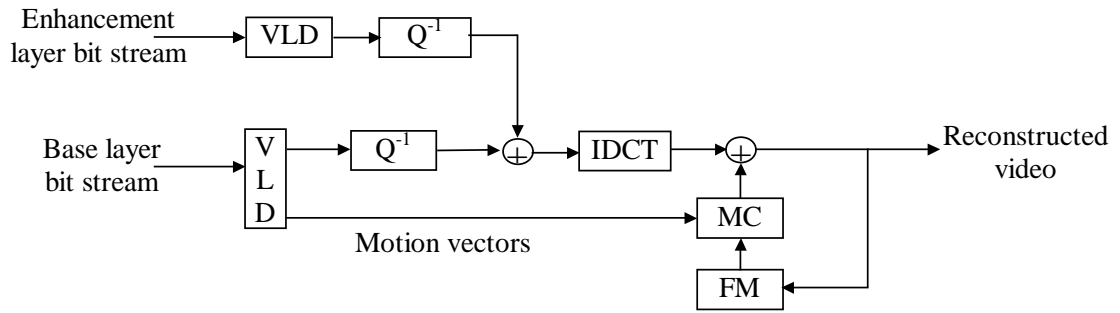 Enhancement
layer bit stream
VLD
Q⁻¹
Base layer
bit stream
V
L
D
Q⁻¹
IDCT
Reconstructed
video
MC
Motion vectors
FM